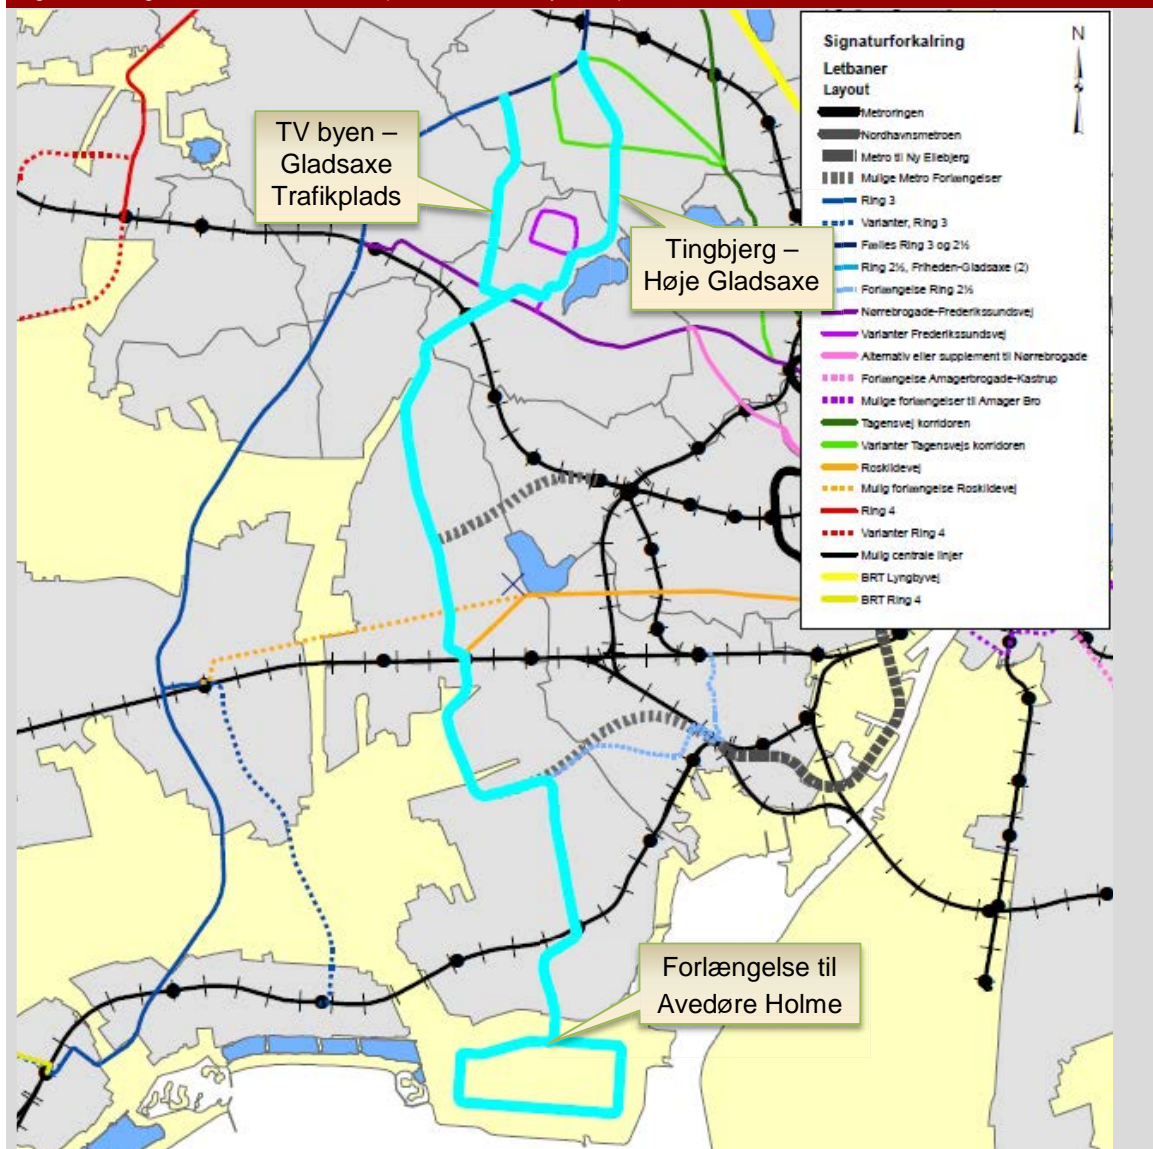 TV byen –
Gladsaxe
Trafikplads
Tingbjerg –
Høje Gladsaxe
Forlængelse til
Avedøre Holme
Signaturforkalring
N
Letbaner
Layout
Metroringen
Nordhavnsmetroen
Metro til Ny Ellebjerg
Mulige Metro Forlængelser
Ring 3
Varianter, Ring 3
Fælles Ring 3 og 2½
Ring 2½, Friheden-Gladsaxe (2)
Forlængelse Ring 2½
Nørrebrogade-Frederikssundsvej
Varianter Frederikssundsvej
Alternativ eller supplement til Nørrebrogade
Forlængelse Amagerbrogade-Kastrup
Mulige forlængelser til Amager Bro
Tagensvej korridoren
Varianter Tagensvejs korridoren
Roskildevej
Mulig forlængelse Roskildevej
Ring 4
Varianter Ring 4
Mulig centrale linjer
BRT Lyngbyvej
BRT Ring 4